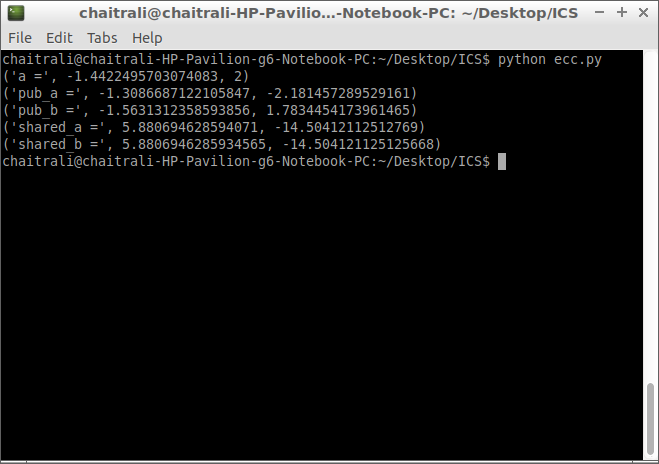 chaitrali@chaitrali-HP-Pavilio...-Notebook-PC: ~/Desktop/ICS
File Edit Tabs Help
chaitrali@chaitrali-HP-Pavilion-g6-Notebook-PC:~/Desktop/ICS$ python ecc.py
('a =', -1.4422495703074083, 2)
('pub_a =', -1.3086687122105847, -2.181457289529161)
('pub_b =', -1.5631312358593856, 1.7834454173961465)
('shared_a =', 5.880694628594071, -14.50412112512769)
('shared_b =', 5.8806946285934565, -14.504121125125668)
chaitrali@chaitrali-HP-Pavilion-g6-Notebook-PC:~/Desktop/ICS$